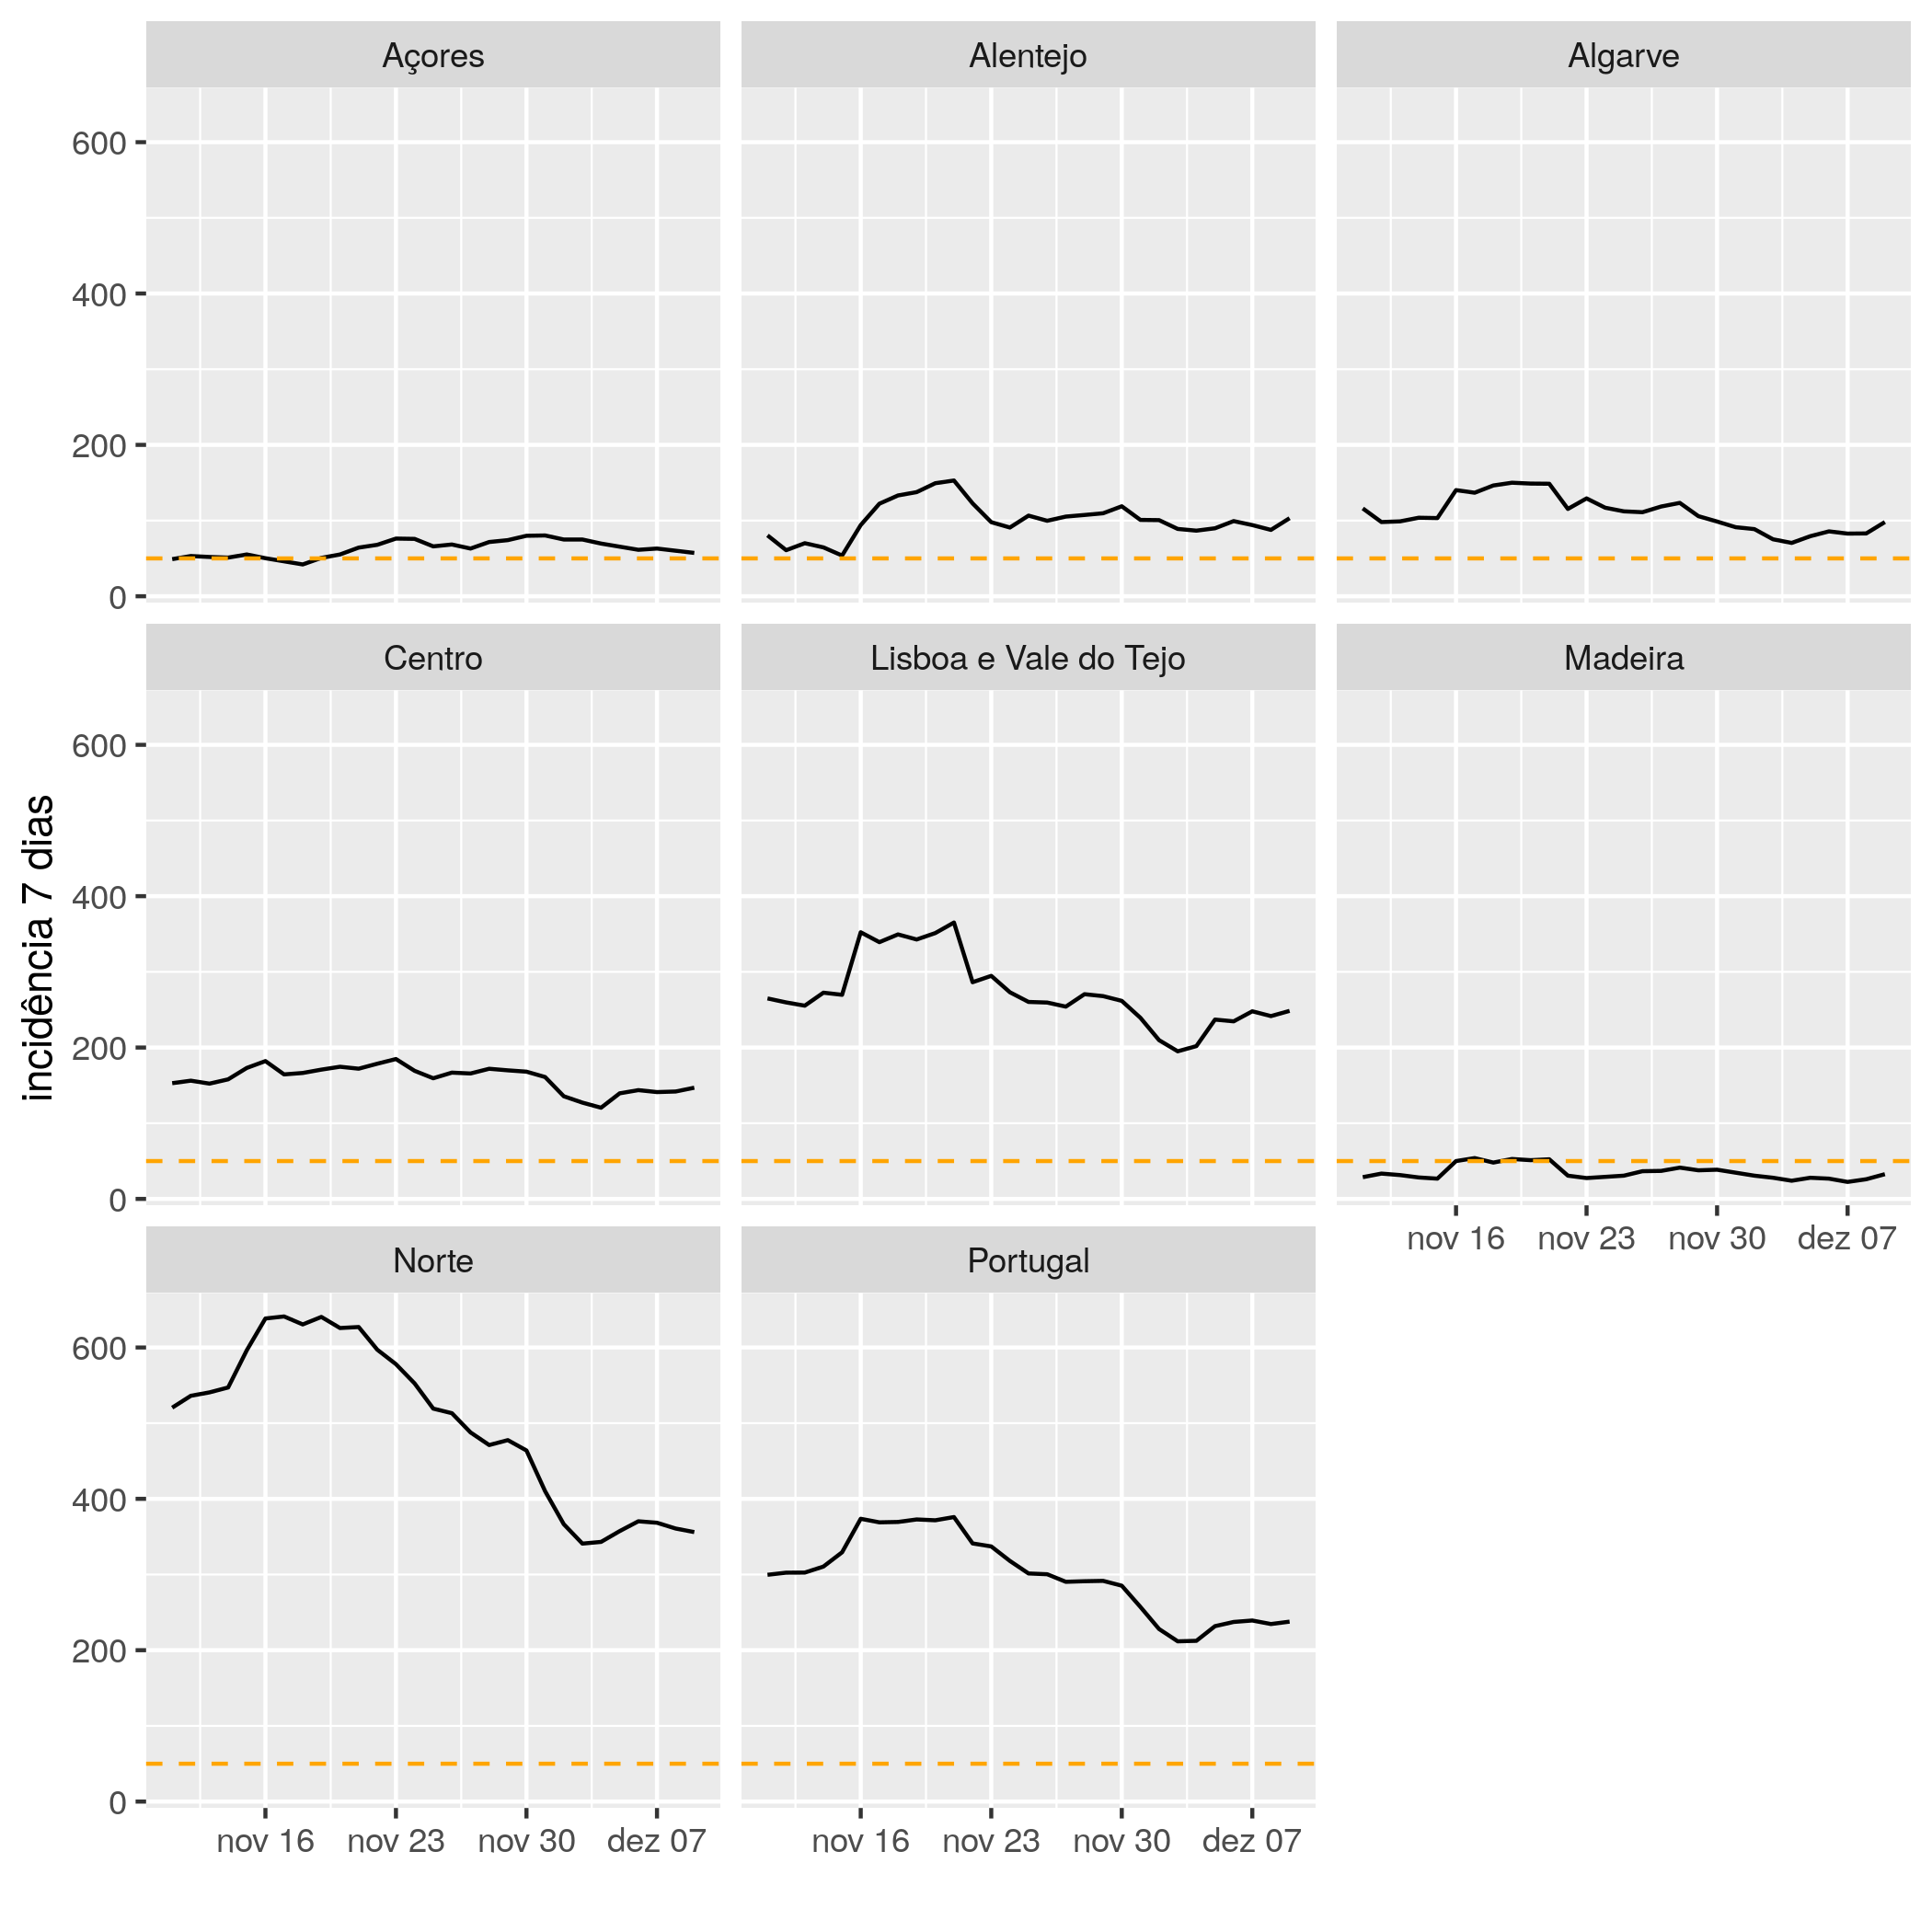 Açores
Alentejo
Algarve
600
400
200
0
Centro
Lisboa e Vale do Tejo
Madeira
incidência 7 dias
600
400
200
0
nov 16
nov 23
nov 30
dez 07
Norte
Portugal
600
400
200
0
nov 16
nov 23
nov 30
dez 07
nov 16
nov 23
nov 30
dez 07